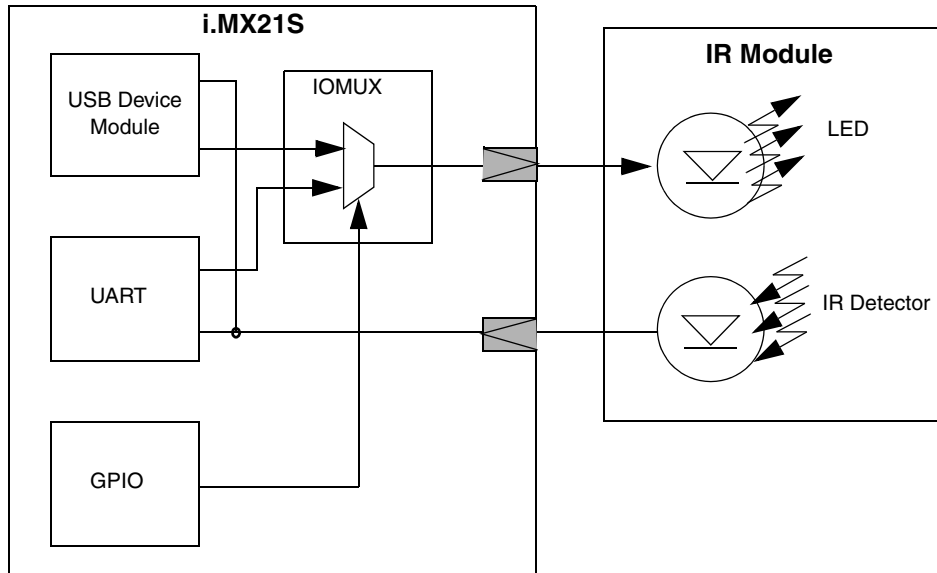 i.MX21S
IR Module
USB Device
Module
IOMUX
LED
UART
IR Detector
GPIO